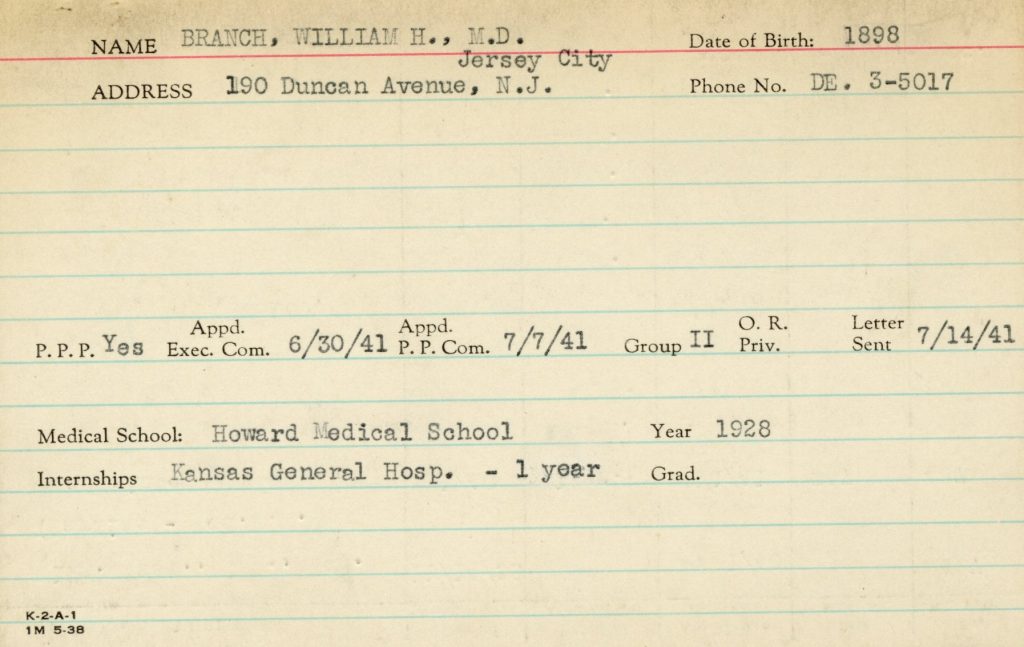 NAME BRANCH, WILLIAM H., M.D. Date of Birth: 1898
Jersey City
ADDRESS 190 Duncan Avenue, N.J. Phone No. DE. 3-5017
P. P. P. Yes Appd. Exec. Com. 6/30/41 Appd. P. P. Com. 7/7/41 Group II O. R. Priv. Letter Sent 7/14/41
Medical School: Howard Medical School Year 1928
Internships Kansas General Hosp. - 1 year Grad.
K-2-A-1
1M 5-38